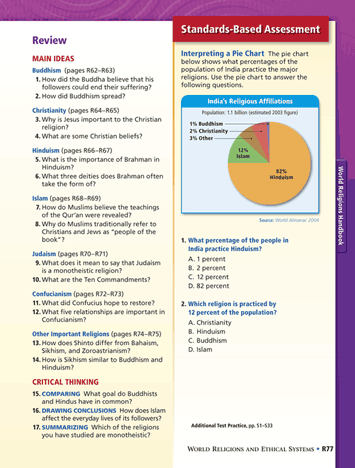 Review
MAIN IDEAS
Buddhism (pages R62–R63)
1. How did the Buddha believe that his
followers could end their suffering?
2. How did Buddhism spread?
Christianity (pages R64–R65)
3. Why is Jesus important to the Christian
religion?
4. What are some Christian beliefs?
Hinduism (pages R66–R67)
5. What is the importance of Brahman in
Hinduism?
6. What three deities does Brahman often
take the form of?
Islam (pages R68–R69)
7. How do Muslims believe the teachings
of the Qur'an were revealed?
8. Why do Muslims traditionally refer to
Christians and Jews as "people of the
book"?
Judaism (pages R70–R71)
9. What does it mean to say that Judaism
is a monotheistic religion?
10. What are the Ten Commandments?
Confucianism (pages R72–R73)
11. What did Confucius hope to restore?
12. What five relationships are important in
Confucianism?
Other Important Religions (pages R74–R75)
13. How does Shinto differ from Bahaism,
Sikhism, and Zoroastrianism?
14. How is Sikhism similar to Buddhism and
Hinduism?
CRITICAL THINKING
15. COMPARING What goal do Buddhists
and Hindus have in common?
16. DRAWING CONCLUSIONS How does Islam
affect the everyday lives of its followers?
17. SUMMARIZING Which of the religions
you have studied are monotheistic?
Standards-Based Assessment
Interpreting a Pie Chart The pie chart
below shows what percentages of the
population of India practice the major
religions. Use the pie chart to answer the
following questions.
India's Religious Affiliations
Population: 1.1 billion (estimated 2003 figure)
1% Buddhism
2% Christianity
3% Other
12%
Islam
82%
Hinduism
Source: World Almanac 2004
1. What percentage of the people in
India practice Hinduism?
A. 1 percent
B. 2 percent
C. 12 percent
D. 82 percent
2. Which religion is practiced by
12 percent of the population?
A. Christianity
B. Hinduism
C. Buddhism
D. Islam
Additional Test Practice, pp. S1–S33
World Religions Handbook
WORLD RELIGIONS AND ETHICAL SYSTEMS • R77